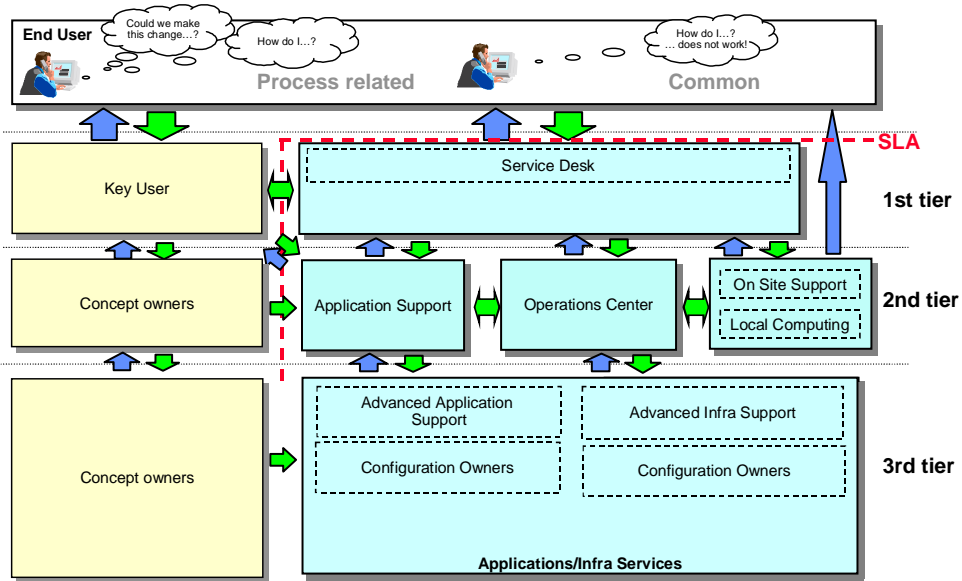 End User
Could we make
this change…?
How do I…?
How do I…?
… does not work!
Process related
Common
SLA
Key User
Service Desk
1st tier
Concept owners
Application Support
Operations Center
On Site Support
Local Computing
2nd tier
Concept owners
Advanced Application
Support
Configuration Owners
Advanced Infra Support
Configuration Owners
3rd tier
Applications/Infra Services